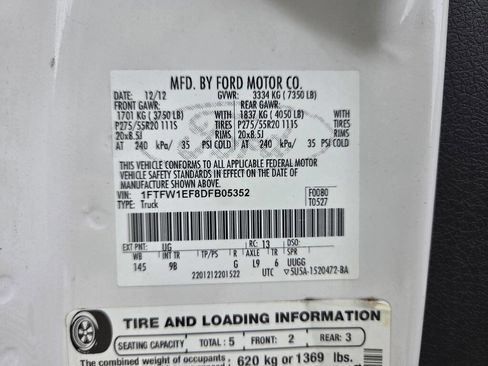 MFD. BY FORD MOTOR CO.
DATE: 12/12 GVWR: 3334 KG ( 7350 LB)
FRONT GAWR: REAR GAWR:
1701 KG ( 3750 LB) WITH 1837 KG ( 4050 LB) WITH
P275/55R20 111S TIRES P275/55R20 111S TIRES
20x8.5J RIMS 20x8.5J RIMS
AT 240 kPa/ 35 PSI COLD AT 240 kPa/ 35 PSI COLD
THIS VEHICLE CONFORMS TO ALL APPLICABLE FEDERAL MOTOR
VEHICLE SAFETY STANDARDS IN EFFECT ON THE DATE OF
MANUFACTURE SHOWN ABOVE.
VIN: 1FTFW1EF8DFB05352 F0080
TYPE: Truck T0527
EXT PNT: UG RC: 13 DSO:
WB INT TR TP/PS R AXLE TR SPR
145 9B G L9 6 UUGG
2201212201522 UTC ▽5U5A-1520472-BA
TIRE AND LOADING INFORMATION
SEATING CAPACITY TOTAL: 5 FRONT: 2 REAR: 3
The combined weight of occupants 620 kg or 1369 lbs.